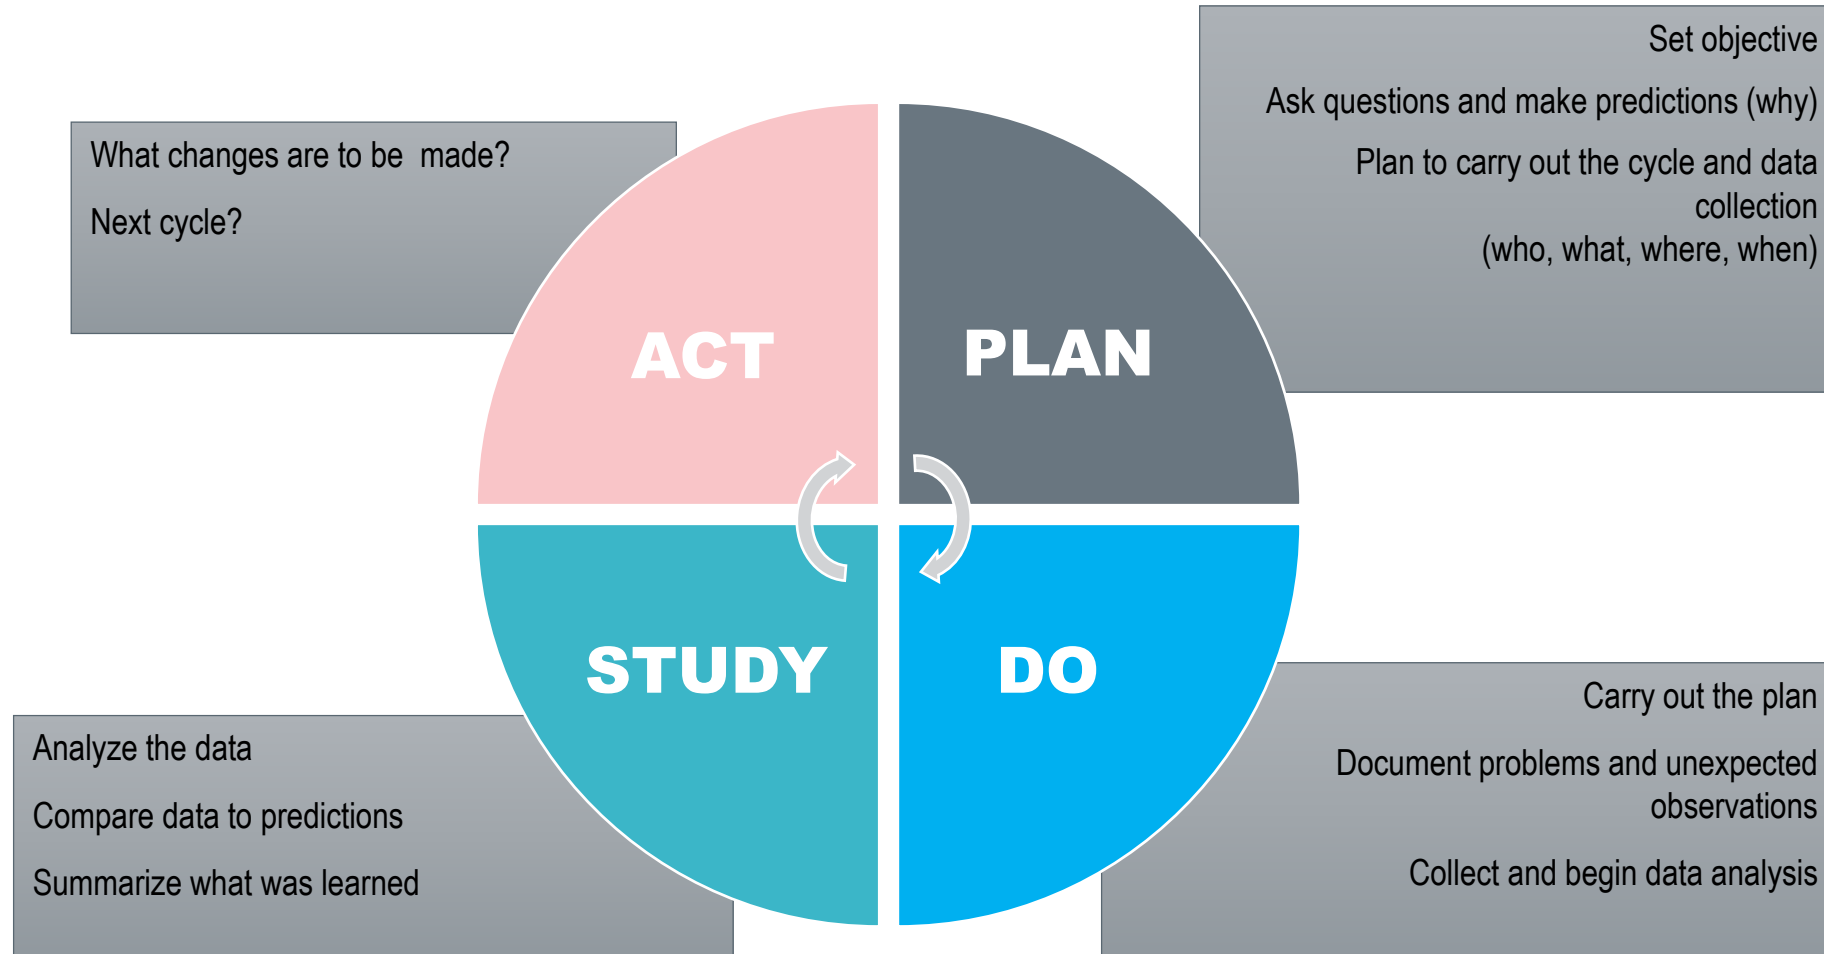 Set objective
Ask questions and make predictions (why)
Plan to carry out the cycle and data
collection
(who, what, where, when)
What changes are to be  made?
Next cycle?
ACT
PLAN
STUDY
DO
Analyze the data
Compare data to predictions
Summarize what was learned
Carry out the plan
Document problems and unexpected
observations
Collect and begin data analysis